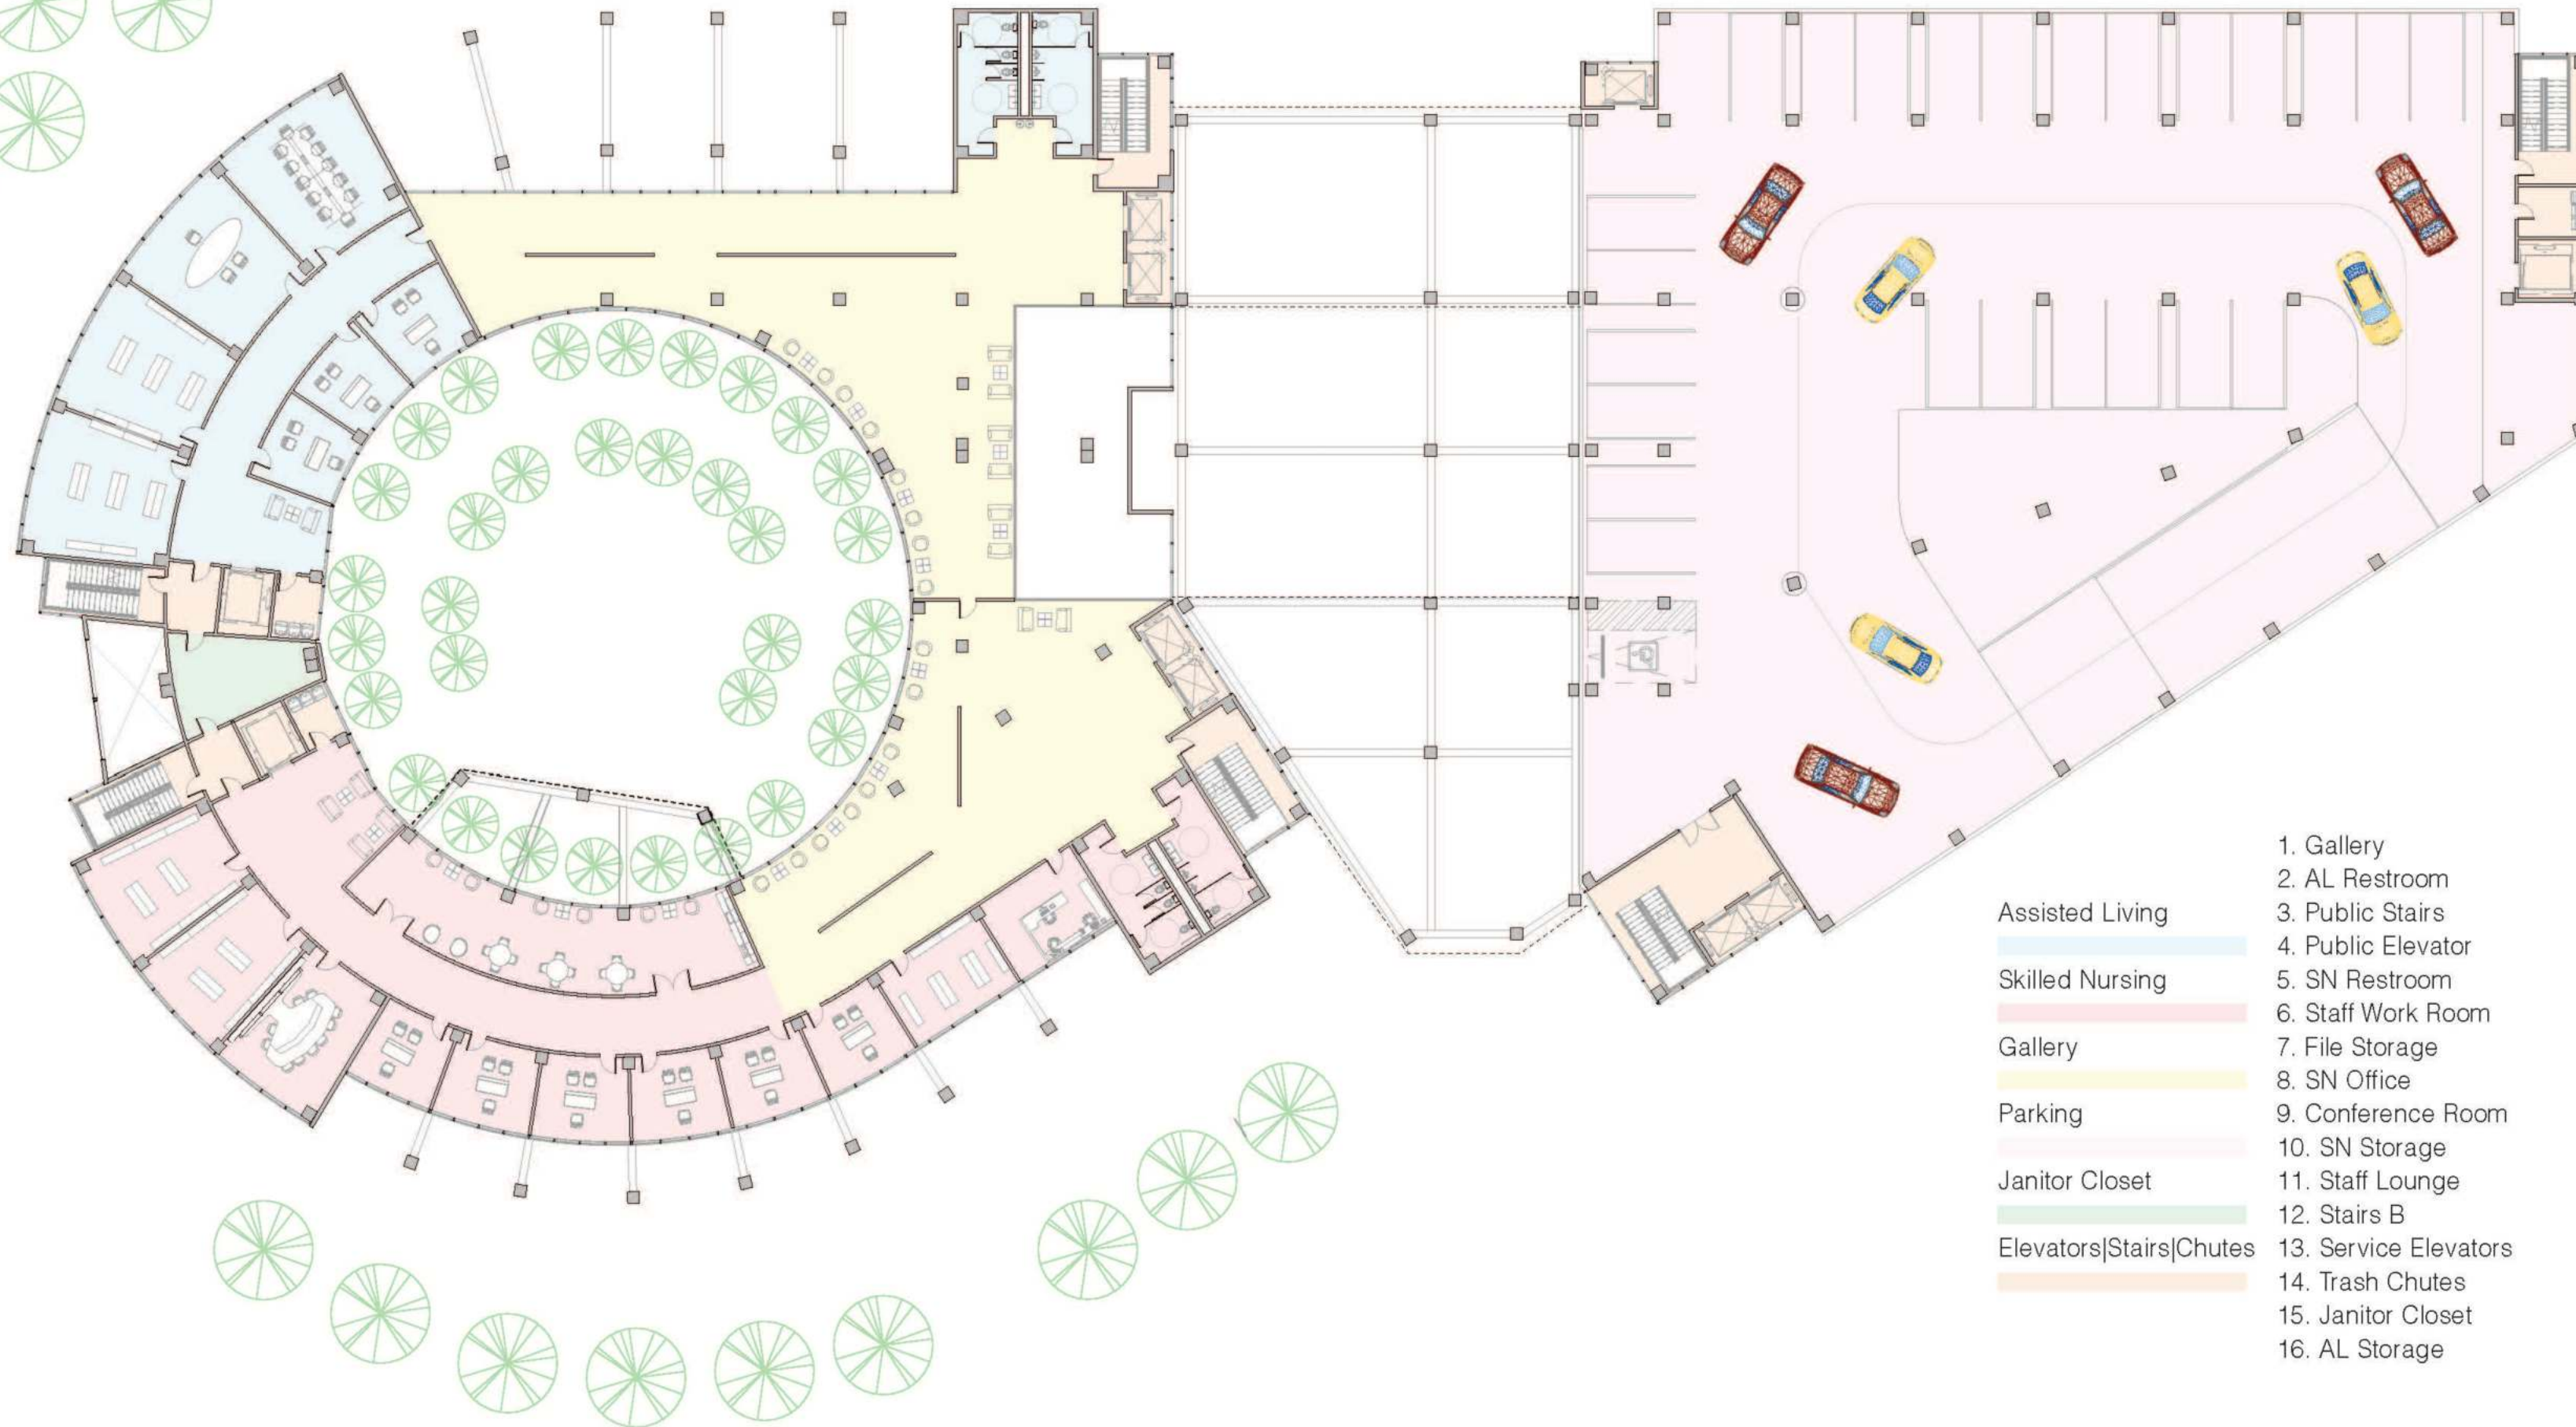 Assisted Living
Skilled Nursing
Gallery
Parking
Janitor Closet
Elevators|Stairs|Chutes
1. Gallery
2. AL Restroom
3. Public Stairs
4. Public Elevator
5. SN Restroom
6. Staff Work Room
7. File Storage
8. SN Office
9. Conference Room
10. SN Storage
11. Staff Lounge
12. Stairs B
13. Service Elevators
14. Trash Chutes
15. Janitor Closet
16. AL Storage